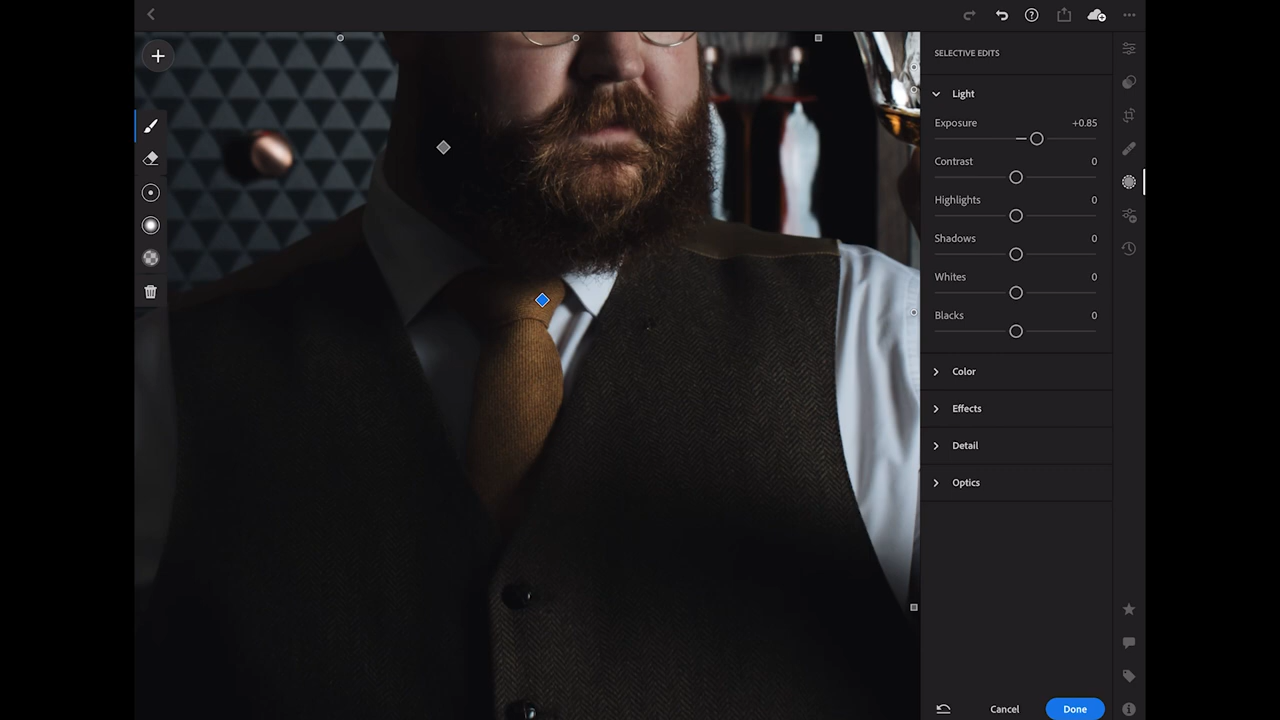 SELECTIVE EDITS
Light
Exposure +0.85
Contrast 0
Highlights 0
Shadows 0
Whites 0
Blacks 0
Color
Effects
Detail
Optics
Cancel Done